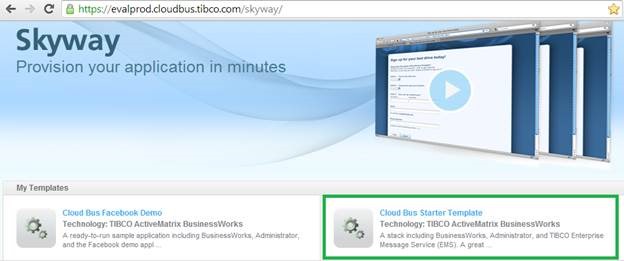 https://evalprod.cloudbus.tibco.com/skyway/
Skyway
Provision your application in minutes
Sign up for your test drive today!
My Templates
Cloud Bus Facebook Demo
Technology: TIBCO ActiveMatrix BusinessWorks
A ready-to-run sample application including BusinessWorks, Administrator,
and the Facebook demo appl ...
Cloud Bus Starter Template
Technology: TIBCO ActiveMatrix BusinessWorks
A stack including BusinessWorks, Administrator, and TIBCO Enterprise
Message Service (EMS). A great ...